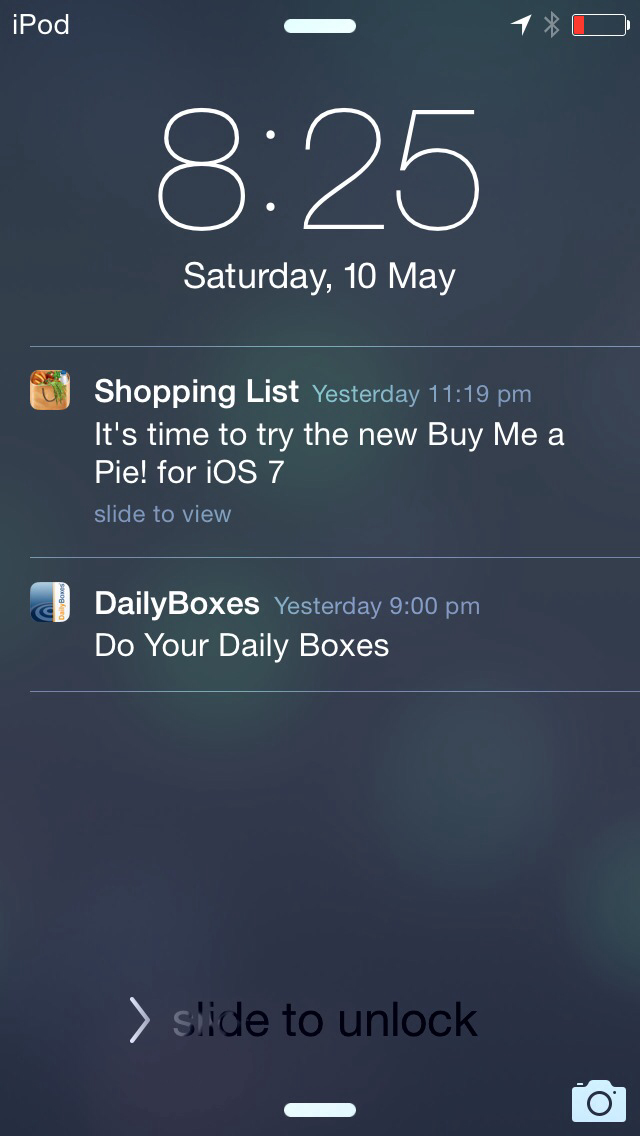 iPod
8:25
Saturday, 10 May
Shopping List Yesterday 11:19 pm
It's time to try the new Buy Me a
Pie! for iOS 7
slide to view
DailyBoxes Yesterday 9:00 pm
DailyBoxes
Do Your Daily Boxes
slide to unlock